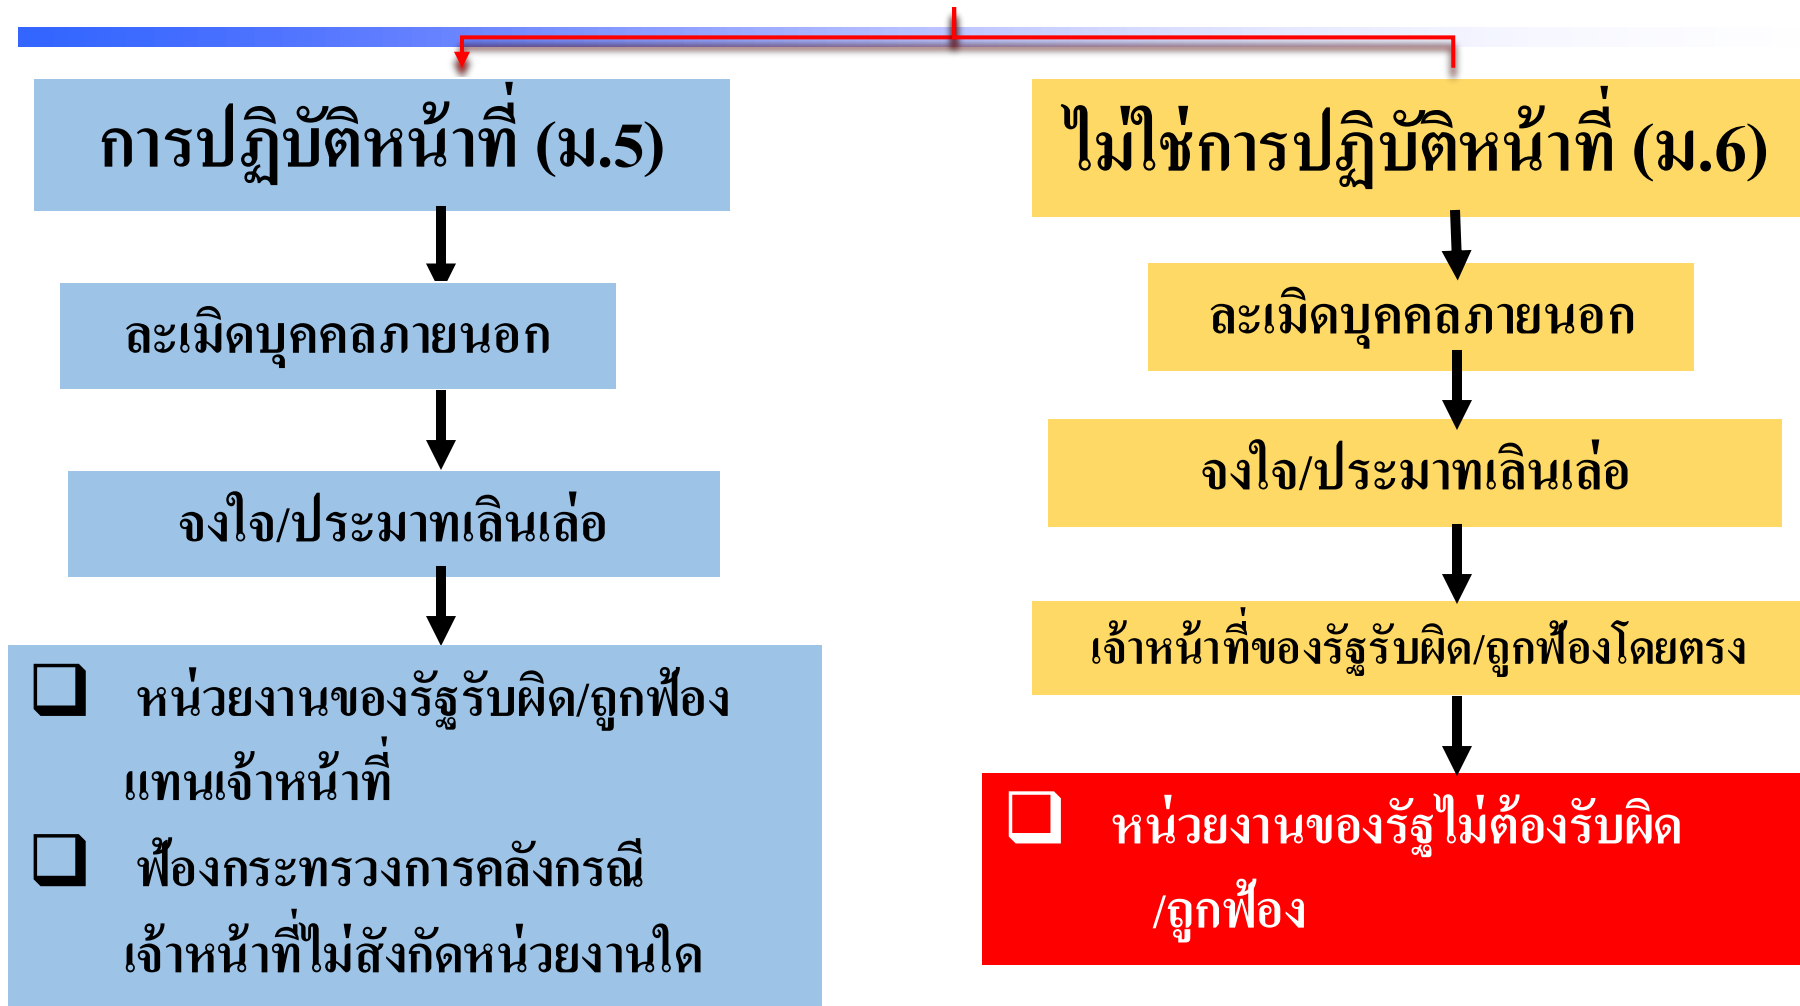 การปฏิบัติหน้าที่ (ม.5)
ละเมิดบุคคลภายนอก
จงใจ/ประมาทเลินเล่อ
หน่วยงานของรัฐรับผิด/ถูกฟ้อง
แทนเจ้าหน้าที่
ฟ้องกระทรวงการคลังกรณี
เจ้าหน้าที่ไม่สังกัดหน่วยงานใด
ไม่ใช่การปฏิบัติหน้าที่ (ม.6)
ละเมิดบุคคลภายนอก
จงใจ/ประมาทเลินเล่อ
เจ้าหน้าที่ของรัฐรับผิด/ถูกฟ้องโดยตรง
หน่วยงานของรัฐไม่ต้องรับผิด
/ถูกฟ้อง